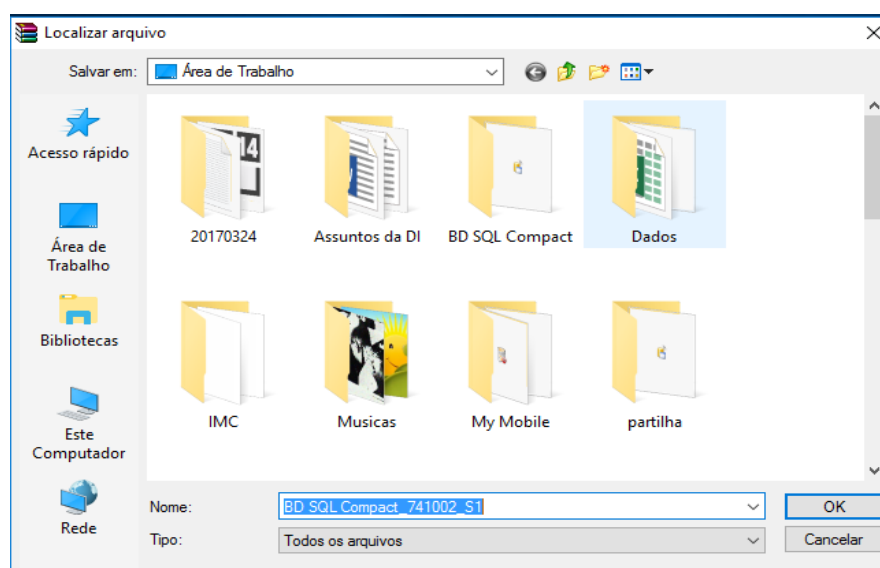 Localizar arquivo
Salvar em:
Área de Trabalho
Acesso rápido
Área de
Trabalho
Bibliotecas
Este
Computador
Rede
14
20170324
Assuntos da DI
BD SQL Compact
Dados
IMC
Musicas
My Mobile
partilha
Nome:
BD SQL Compact_741002_S1
OK
Tipo:
Todos os arquivos
Cancelar